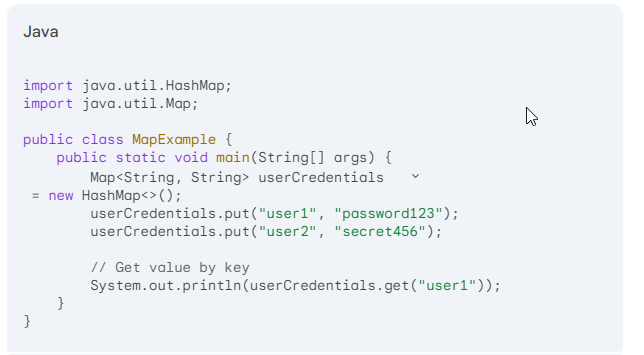 Java
import java.util.HashMap;
import java.util.Map;
public class MapExample {
    public static void main(String[] args) {
        Map<String, String> userCredentials
 = new HashMap<>();
        userCredentials.put("user1", "password123");
        userCredentials.put("user2", "secret456");
        // Get value by key
        System.out.println(userCredentials.get("user1"));
    }
}